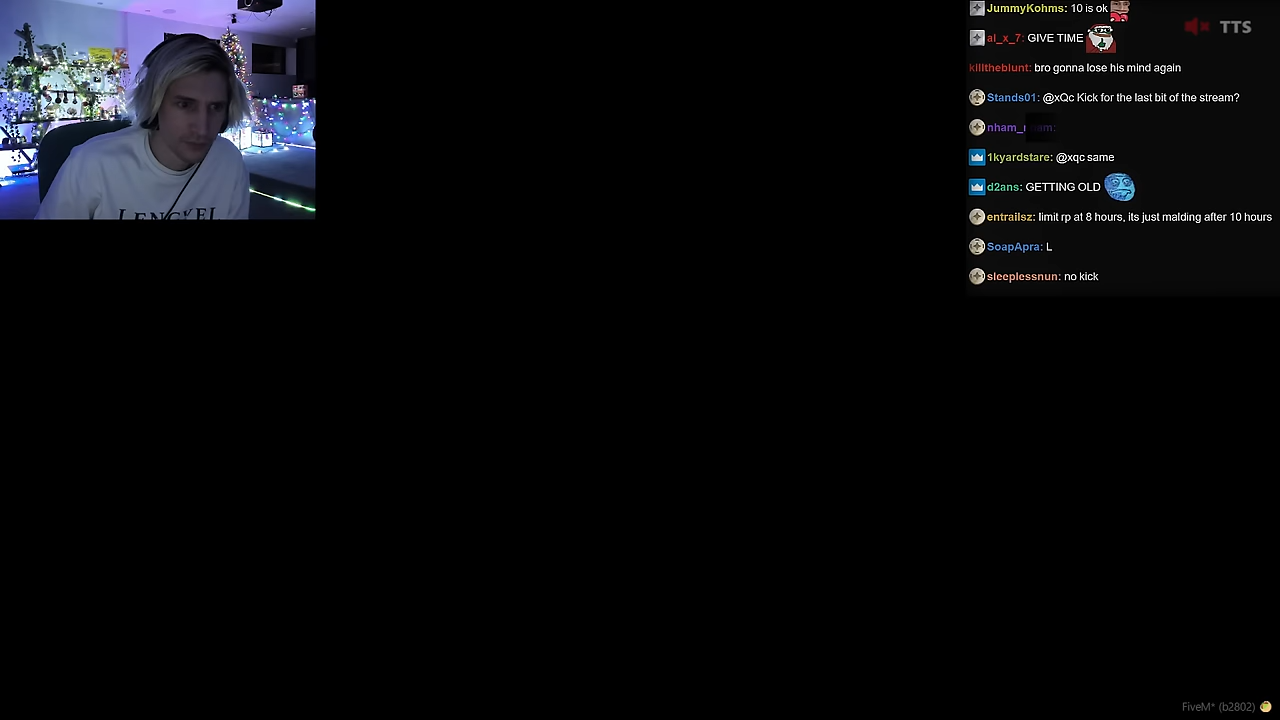 JummyKohms: 10 is ok
TTS
al_x_7: GIVE TIME
killtheblunt: bro gonna lose his mind again
Stands01: @xQc Kick for the last bit of the stream?
1kyardstare: @xqc same
d2ans: GETTING OLD
entrailsz: limit rp at 8 hours, its just malding after 10 hours
SoapApra: L
sleeplessnun: no kick
FiveM* (b2802)